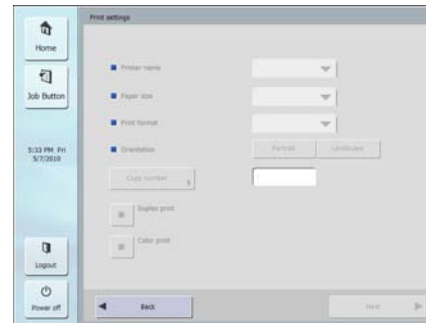 Print settings
Home
Job Button
5:33 PM Fri
5/7/2010
Logout
Power off
Printer name
Paper size
Print format
Orientation
Portrait
Landscape
Copy number
Duplex print
Color print
Back
Next